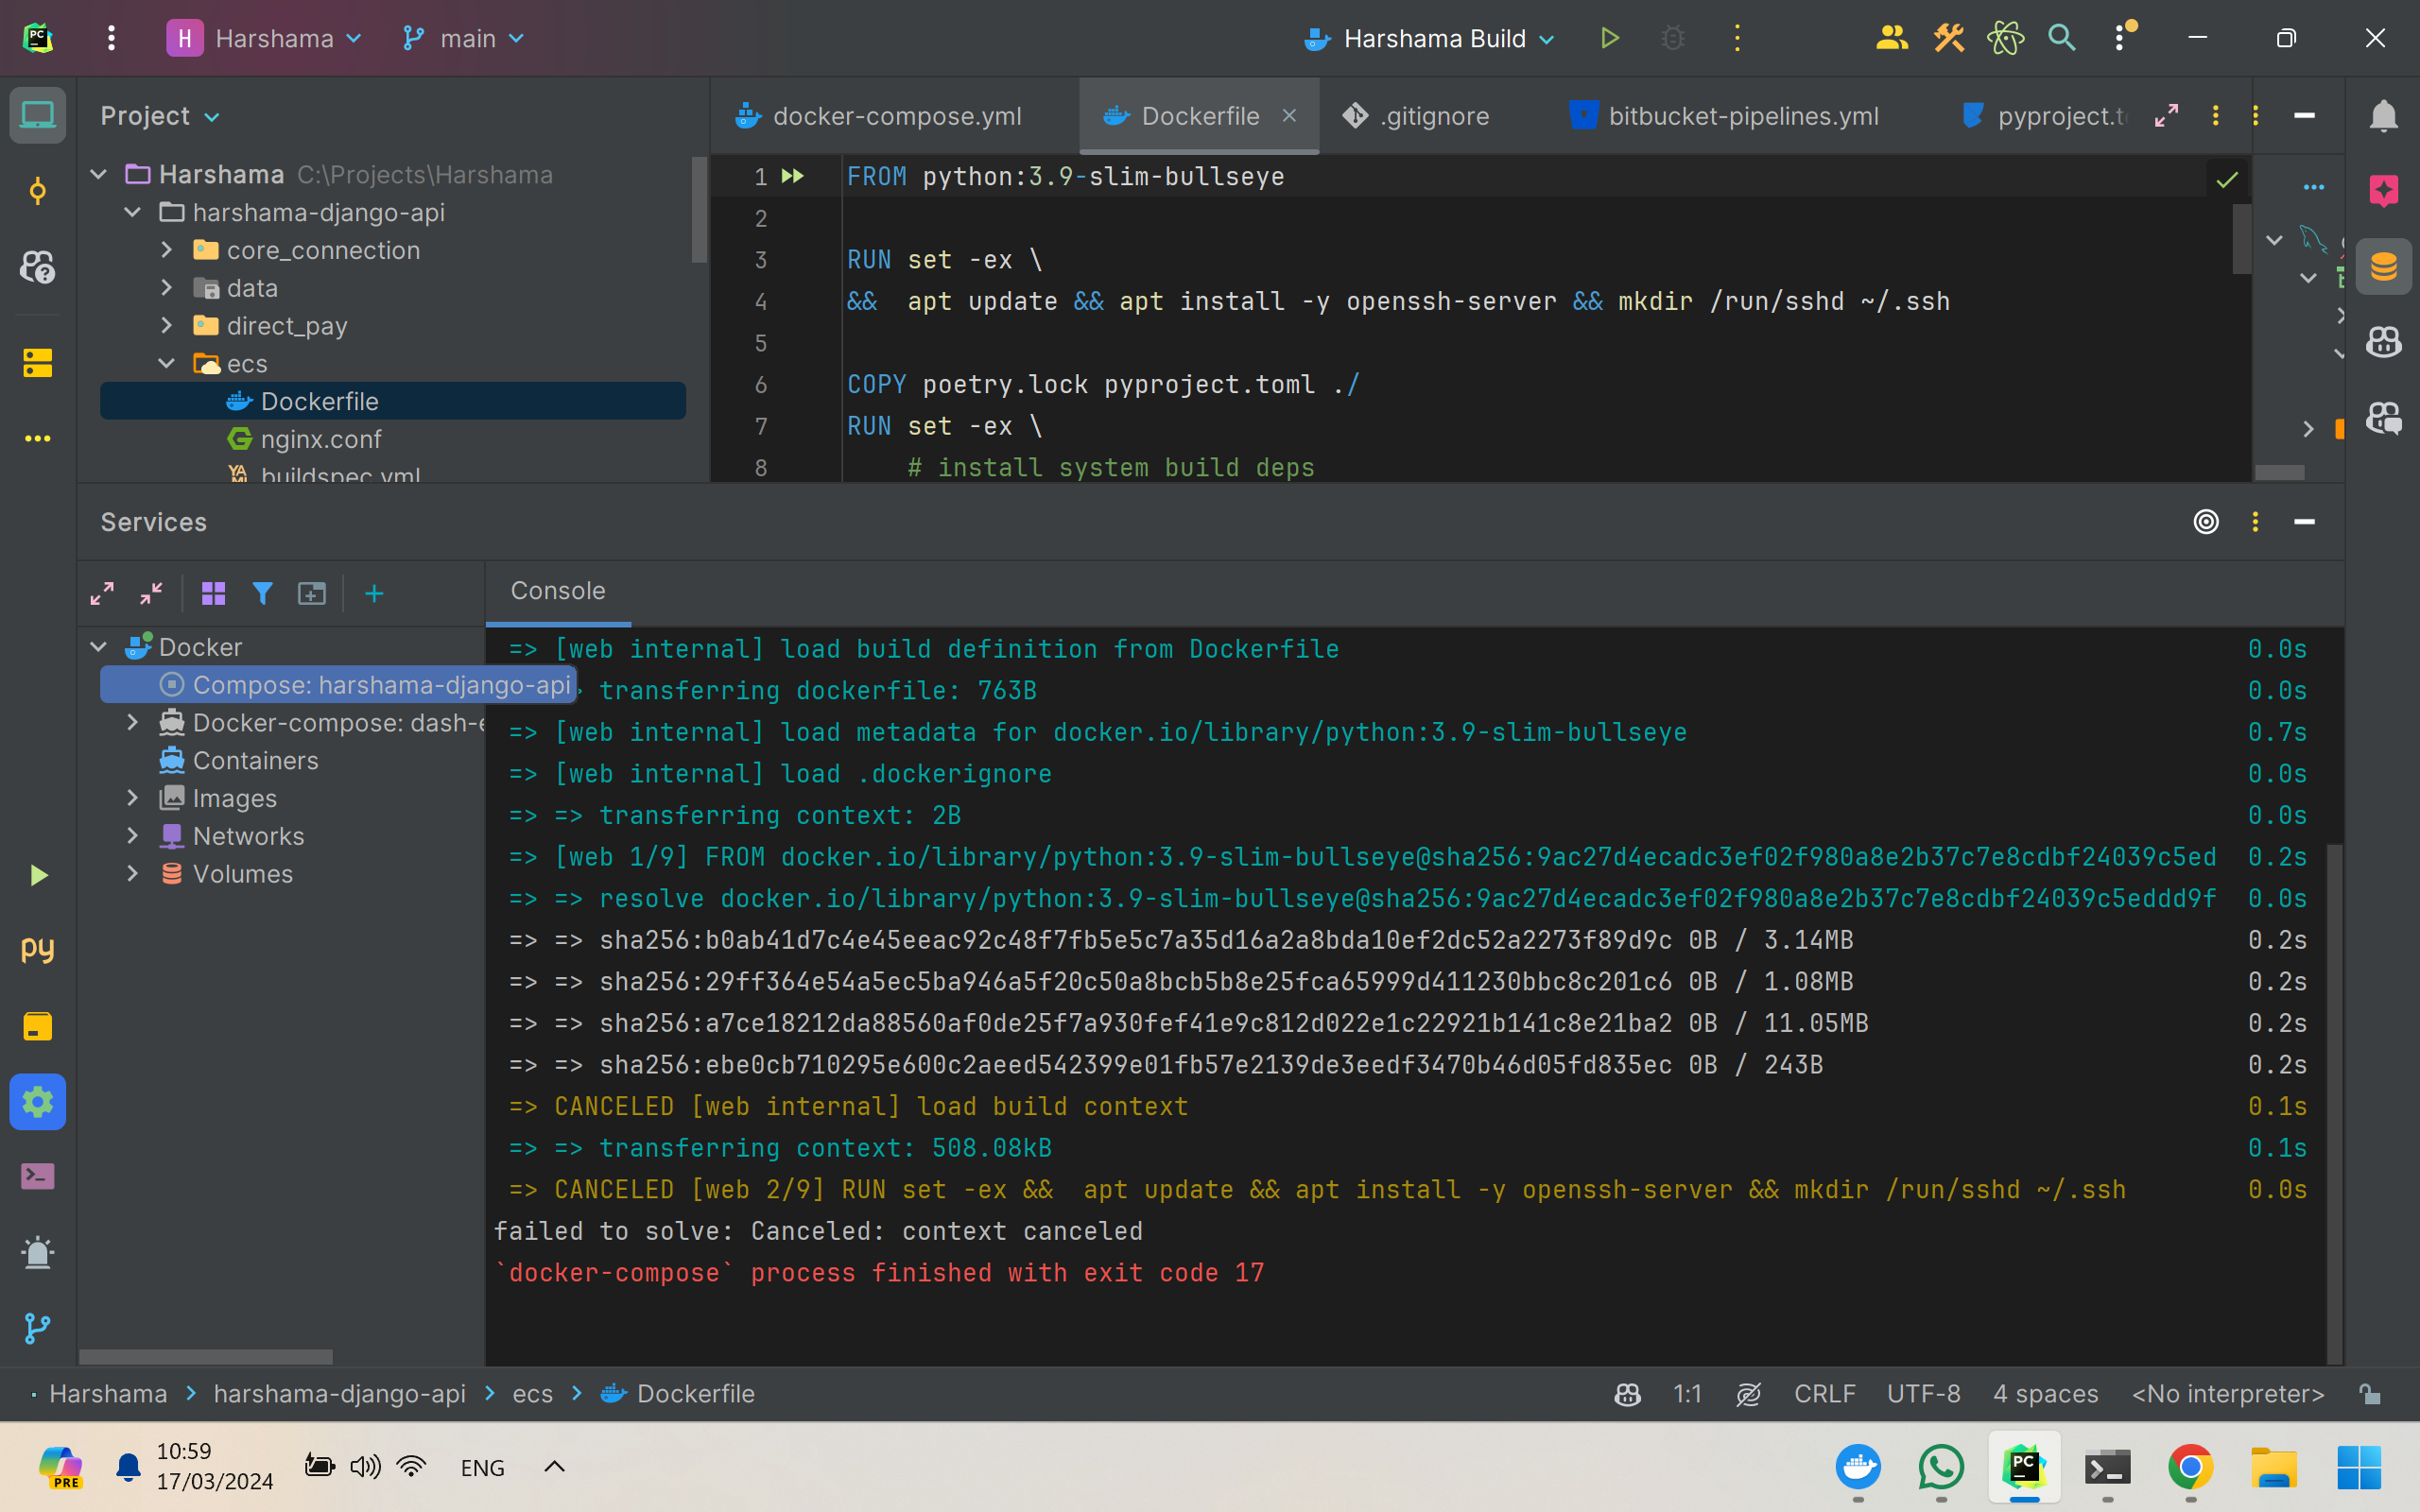 PC
H Harshama
main
Harshama Build
Project
Harshama C:\Projects\Harshama
harshama-django-api
core_connection
data
direct_pay
ecs
Dockerfile
nginx.conf
buildspec.yml
docker-compose.yml
Dockerfile
.gitignore
bitbucket-pipelines.yml
1 FROM python:3.9-slim-bullseye
2
3 RUN set -ex \
4 &&  apt update && apt install -y openssh-server && mkdir /run/sshd ~/.ssh
5
6 COPY poetry.lock pyproject.toml ./
7 RUN set -ex \
8 # install system build deps
Services
Docker
Compose: harshama-django-api
Docker-compose:
Containers
Images
Networks
Volumes
Console
=> [web internal] load build definition from Dockerfile 0.0s
transferring dockerfile: 763B 0.0s
=> [web internal] load metadata for docker.io/library/python:3.9-slim-bullseye 0.7s
=> [web internal] load .dockerignore 0.0s
=> => transferring context: 2B 0.0s
=> [web 1/9] FROM docker.io/library/python:3.9-slim-bullseye@sha256:9ac27d4ecadc3ef02f980a8e2b37c7e8cdbf24039c5ed 0.2s
=> => resolve docker.io/library/python:3.9-slim-bullseye@sha256:9ac27d4ecadc3ef02f980a8e2b37c7e8cdbf24039c5eddd9f 0.0s
=> => sha256:b0ab41d7c4e45eeac92c48f7fb5e5c7a35d16a2a8bda10ef2dc52a2273f89d9c 0B / 3.14MB 0.2s
=> => sha256:29ff364e54a5ec5ba946a5f20c50a8bcb5b8e25fca65999d411230bbc8c201c6 0B / 1.08MB 0.2s
=> => sha256:a7ce18212da88560af0de25f7a930fef41e9c812d022e1c22921b141c8e21ba2 0B / 11.05MB 0.2s
=> => sha256:ebe0cb710295e600c2aeed542399e01fb57e2139de3eedf3470b46d05fd835ec 0B / 243B 0.2s
=> CANCELED [web internal] load build context 0.1s
=> => transferring context: 508.08kB 0.1s
=> CANCELED [web 2/9] RUN set -ex &&  apt update && apt install -y openssh-server && mkdir /run/sshd ~/.ssh 0.0s
failed to solve: Canceled: context canceled
`docker-compose` process finished with exit code 17
py
Harshama > harshama-django-api > ecs > Dockerfile
1:1 CRLF UTF-8 4 spaces <No interpreter>
PRE
10:59
17/03/2024
ENG
PC